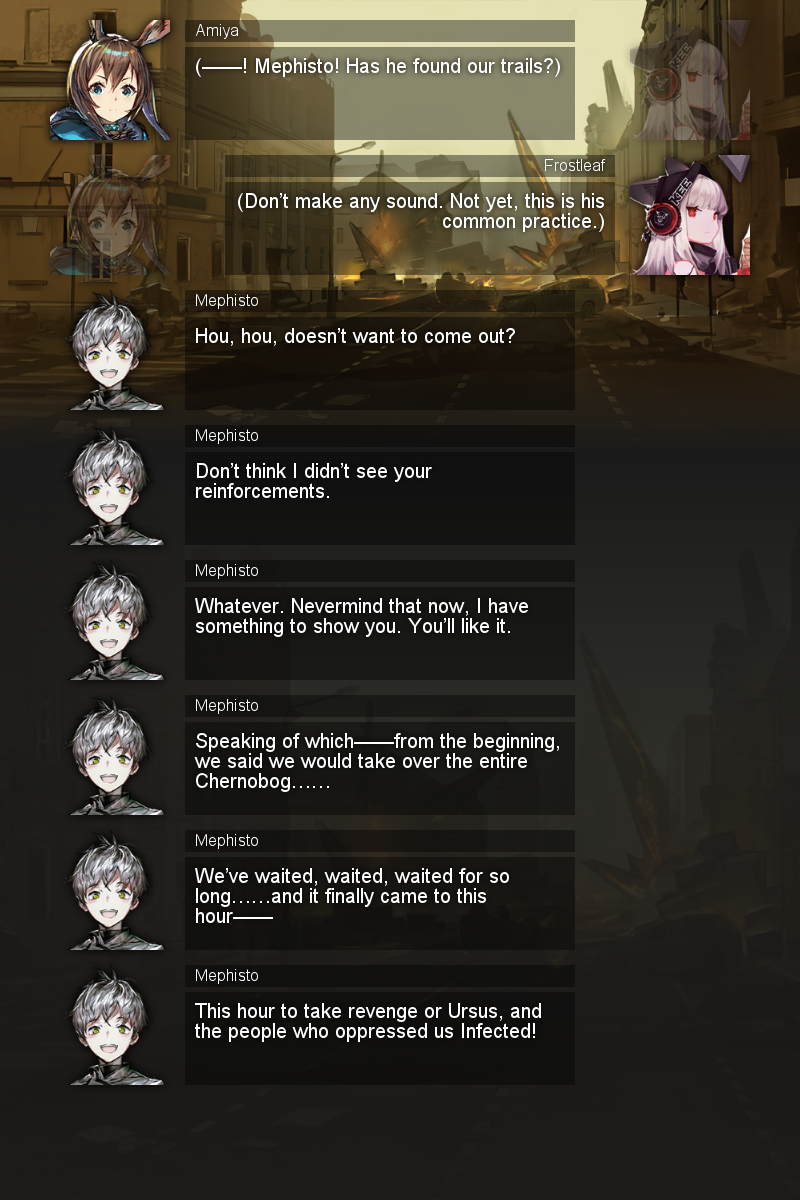 Amiya
(——! Mephisto! Has he found our trails?)
Frostleaf
(Don't make any sound. Not yet, this is his
common practice.)
Mephisto
Hou, hou, doesn't want to come out?
Mephisto
Don't think I didn't see your
reinforcements.
Mephisto
Whatever. Nevermind that now, I have
something to show you. You'll like it.
Mephisto
Speaking of which——from the beginning,
we said we would take over the entire
Chernobog……
Mephisto
We've waited, waited, waited for so
long……and it finally came to this
hour——
Mephisto
This hour to take revenge or Ursus, and
the people who oppressed us Infected!